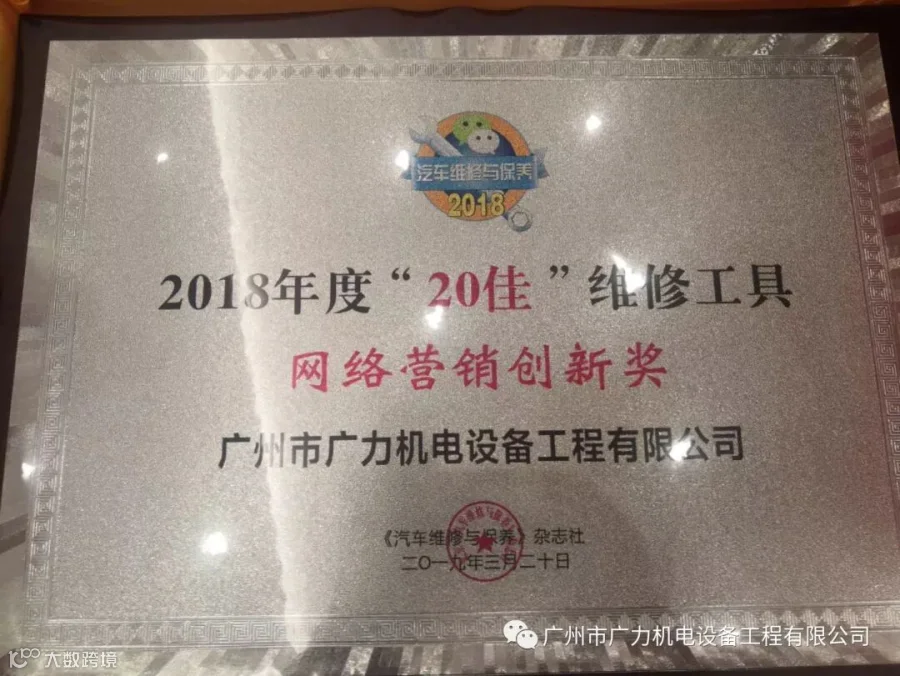 汽车维修与保养
2018
2018年度“20佳”维修工具
网络营销创新奖
广州市广力机电设备工程有限公司
《汽车维修与保养》杂志社
二〇一九年三月二十日
广州市广力机电设备工程有限公司
大数跨境